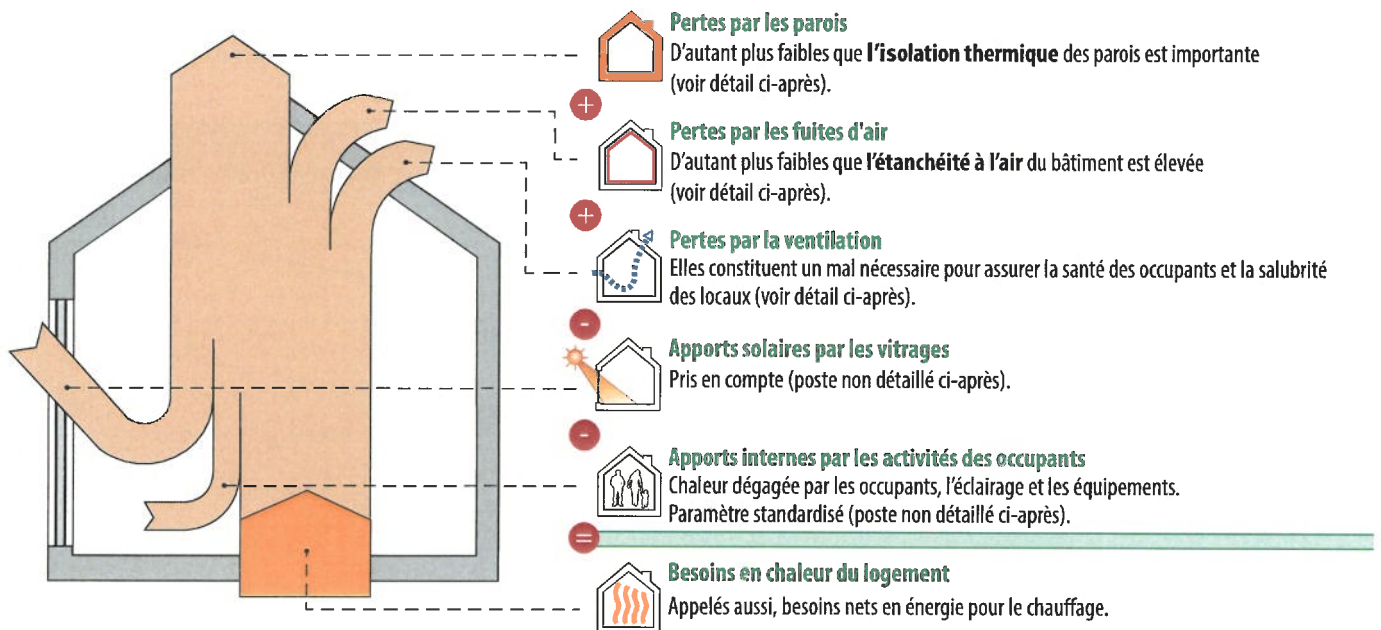 Pertes par les parois
D'autant plus faibles que l'isolation thermique des parois est importante
(voir détail ci-après).
+
Pertes par les fuites d'air
D'autant plus faibles que l'étanchéité à l'air du bâtiment est élevée
(voir détail ci-après).
+
Pertes par la ventilation
Elles constituent un mal nécessaire pour assurer la santé des occupants et la salubrité
des locaux (voir détail ci-après).
-
Apports solaires par les vitrages
Pris en compte (poste non détaillé ci-après).
-
Apports internes par les activités des occupants
Chaleur dégagée par les occupants, l'éclairage et les équipements.
Paramètre standardisé (poste non détaillé ci-après).
=
Besoins en chaleur du logement
Appelés aussi, besoins nets en énergie pour le chauffage.